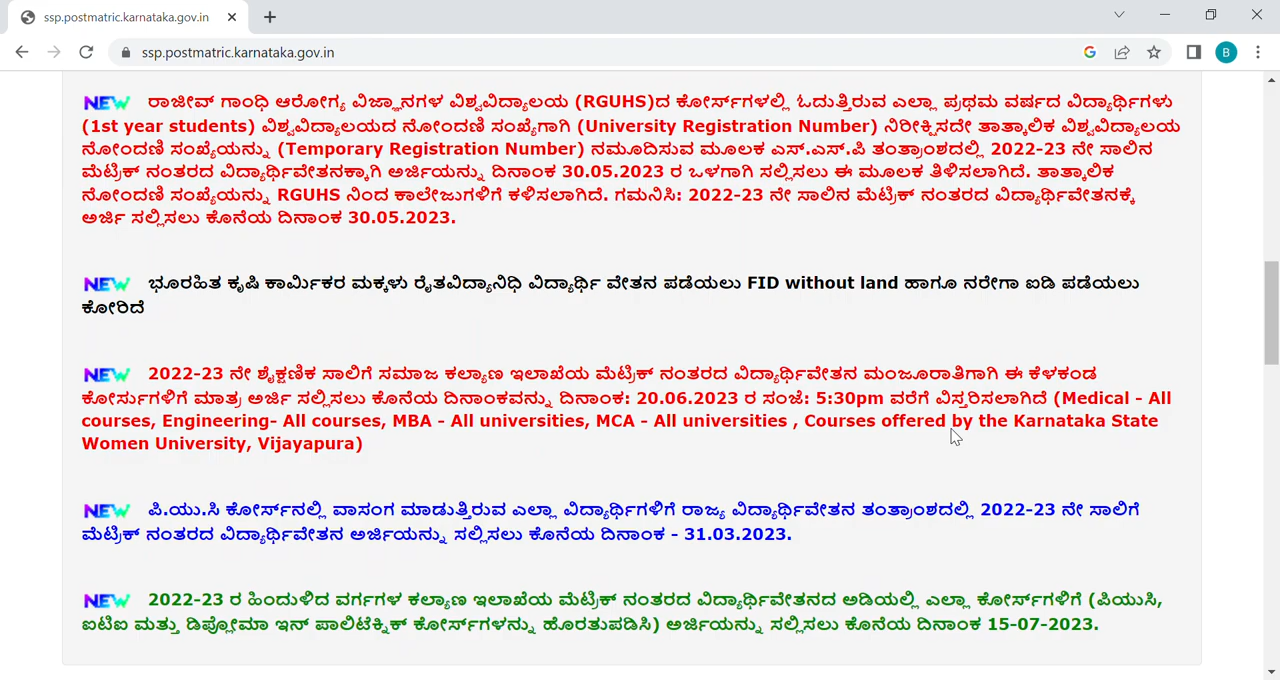 ssp.postmatric.karnataka.gov.in
ssp.postmatric.karnataka.gov.in
B
NEW ರಾಜೀವ್ ಗಾಂಧಿ ಆರೋಗ್ಯ ವಿಜ್ಞಾನಗಳ ವಿಶ್ವವಿದ್ಯಾಲಯ (RGUHS)ದ ಕೋರ್ಸ್‌ಗಳಲ್ಲಿ ಓದುತ್ತಿರುವ ಎಲ್ಲಾ ಪ್ರಥಮ ವರ್ಷದ ವಿದ್ಯಾರ್ಥಿಗಳು
(1st year students) ವಿಶ್ವವಿದ್ಯಾಲಯದ ನೋಂದಣಿ ಸಂಖ್ಯೆಗಾಗಿ (University Registration Number) ನಿರೀಕ್ಷಿಸದೇ ತಾತ್ಕಾಲಿಕ ವಿಶ್ವವಿದ್ಯಾಲಯ
ನೋಂದಣಿ ಸಂಖ್ಯೆಯನ್ನು (Temporary Registration Number) ನಮೂದಿಸುವ ಮೂಲಕ ಎಸ್.ಎಸ್.ಪಿ ತಂತ್ರಾಂಶದಲ್ಲಿ 2022-23 ನೇ ಸಾಲಿನ
ಮೆಟ್ರಿಕ್ ನಂತರದ ವಿದ್ಯಾರ್ಥಿವೇತನಕ್ಕಾಗಿ ಅರ್ಜಿಯನ್ನು ದಿನಾಂಕ 30.05.2023 ರ ಒಳಗಾಗಿ ಸಲ್ಲಿಸಲು ಈ ಮೂಲಕ ತಿಳಿಸಲಾಗಿದೆ. ತಾತ್ಕಾಲಿಕ
ನೋಂದಣಿ ಸಂಖ್ಯೆಯನ್ನು RGUHS ನಿಂದ ಕಾಲೇಜುಗಳಿಗೆ ಕಳಿಸಲಾಗಿದೆ. ಗಮನಿಸಿ: 2022-23 ನೇ ಸಾಲಿನ ಮೆಟ್ರಿಕ್ ನಂತರದ ವಿದ್ಯಾರ್ಥಿವೇತನಕ್ಕೆ
ಅರ್ಜಿ ಸಲ್ಲಿಸಲು ಕೊನೆಯ ದಿನಾಂಕ 30.05.2023.
NEW ಭೂರಹಿತ ಕೃಷಿ ಕಾರ್ಮಿಕರ ಮಕ್ಕಳು ರೈತವಿದ್ಯಾನಿಧಿ ವಿದ್ಯಾರ್ಥಿ ವೇತನ ಪಡೆಯಲು FID without land ಹಾಗೂ ನರೇಗಾ ಐಡಿ ಪಡೆಯಲು
ಕೋರಿದೆ
NEW 2022-23 ನೇ ಶೈಕ್ಷಣಿಕ ಸಾಲಿಗೆ ಸಮಾಜ ಕಲ್ಯಾಣ ಇಲಾಖೆಯ ಮೆಟ್ರಿಕ್ ನಂತರದ ವಿದ್ಯಾರ್ಥಿವೇತನ ಮಂಜೂರಾತಿಗಾಗಿ ಈ ಕೆಳಕಂಡ
ಕೋರ್ಸುಗಳಿಗೆ ಮಾತ್ರ ಅರ್ಜಿ ಸಲ್ಲಿಸಲು ಕೊನೆಯ ದಿನಾಂಕವನ್ನು ದಿನಾಂಕ: 20.06.2023 ರ ಸಂಜೆ: 5:30pm ವರೆಗೆ ವಿಸ್ತರಿಸಲಾಗಿದೆ (Medical - All
courses, Engineering- All courses, MBA - All universities, MCA - All universities , Courses offered by the Karnataka State
Women University, Vijayapura)
NEW ಪಿ.ಯು.ಸಿ ಕೋರ್ಸ್‌ನಲ್ಲಿ ವಾಸಂಗ ಮಾಡುತ್ತಿರುವ ಎಲ್ಲಾ ವಿದ್ಯಾರ್ಥಿಗಳಿಗೆ ರಾಜ್ಯ ವಿದ್ಯಾರ್ಥಿವೇತನ ತಂತ್ರಾಂಶದಲ್ಲಿ 2022-23 ನೇ ಸಾಲಿಗೆ
ಮೆಟ್ರಿಕ್ ನಂತರದ ವಿದ್ಯಾರ್ಥಿವೇತನ ಅರ್ಜಿಯನ್ನು ಸಲ್ಲಿಸಲು ಕೊನೆಯ ದಿನಾಂಕ - 31.03.2023.
NEW 2022-23 ರ ಹಿಂದುಳಿದ ವರ್ಗಗಳ ಕಲ್ಯಾಣ ಇಲಾಖೆಯ ಮೆಟ್ರಿಕ್ ನಂತರದ ವಿದ್ಯಾರ್ಥಿವೇತನದ ಅಡಿಯಲ್ಲಿ ಎಲ್ಲಾ ಕೋರ್ಸ್‌ಗಳಿಗೆ (ಪಿಯುಸಿ,
ಐಟಿಐ ಮತ್ತು ಡಿಪ್ಲೋಮಾ ಇನ್ ಪಾಲಿಟೆಕ್ನಿಕ್ ಕೋರ್ಸ್‌ಗಳನ್ನು ಹೊರತುಪಡಿಸಿ) ಅರ್ಜಿಯನ್ನು ಸಲ್ಲಿಸಲು ಕೊನೆಯ ದಿನಾಂಕ 15-07-2023.